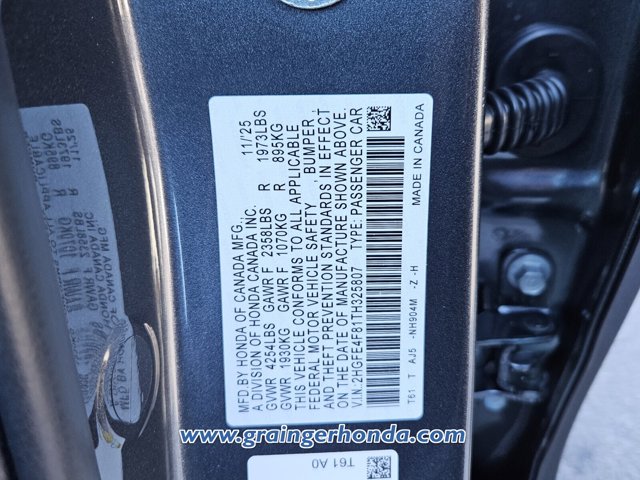 MFD.BY HONDA OF CANADA MFG.,
A DIVISION OF HONDA CANADA INC. 11/'25
GVWR 4254LBS GAWR F 2358LBS R 1973LBS
GVWR 1930KG GAWR F 1070KG R 895KG
THIS VEHICLE CONFORMS TO ALL APPLICABLE
FEDERAL MOTOR VEHICLE SAFETY , BUMPER ,
AND THEFT PREVENTION STANDARDS IN EFFECT
ON THE DATE OF MANUFACTURE SHOWN ABOVE.
V.I.N: 2HGFE4F81TH325807 TYPE: PASSENGER CAR
T61 T AJ5 -NH904M -Z -H MADE IN CANADA
T61 A0
www.graingerhonda.com